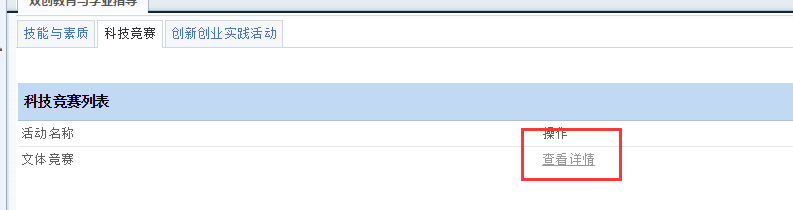 双创教育与学业指导
技能与素质 科技竞赛 创新创业实践活动
科技竞赛列表
活动名称 操作
文体竞赛 查看详情